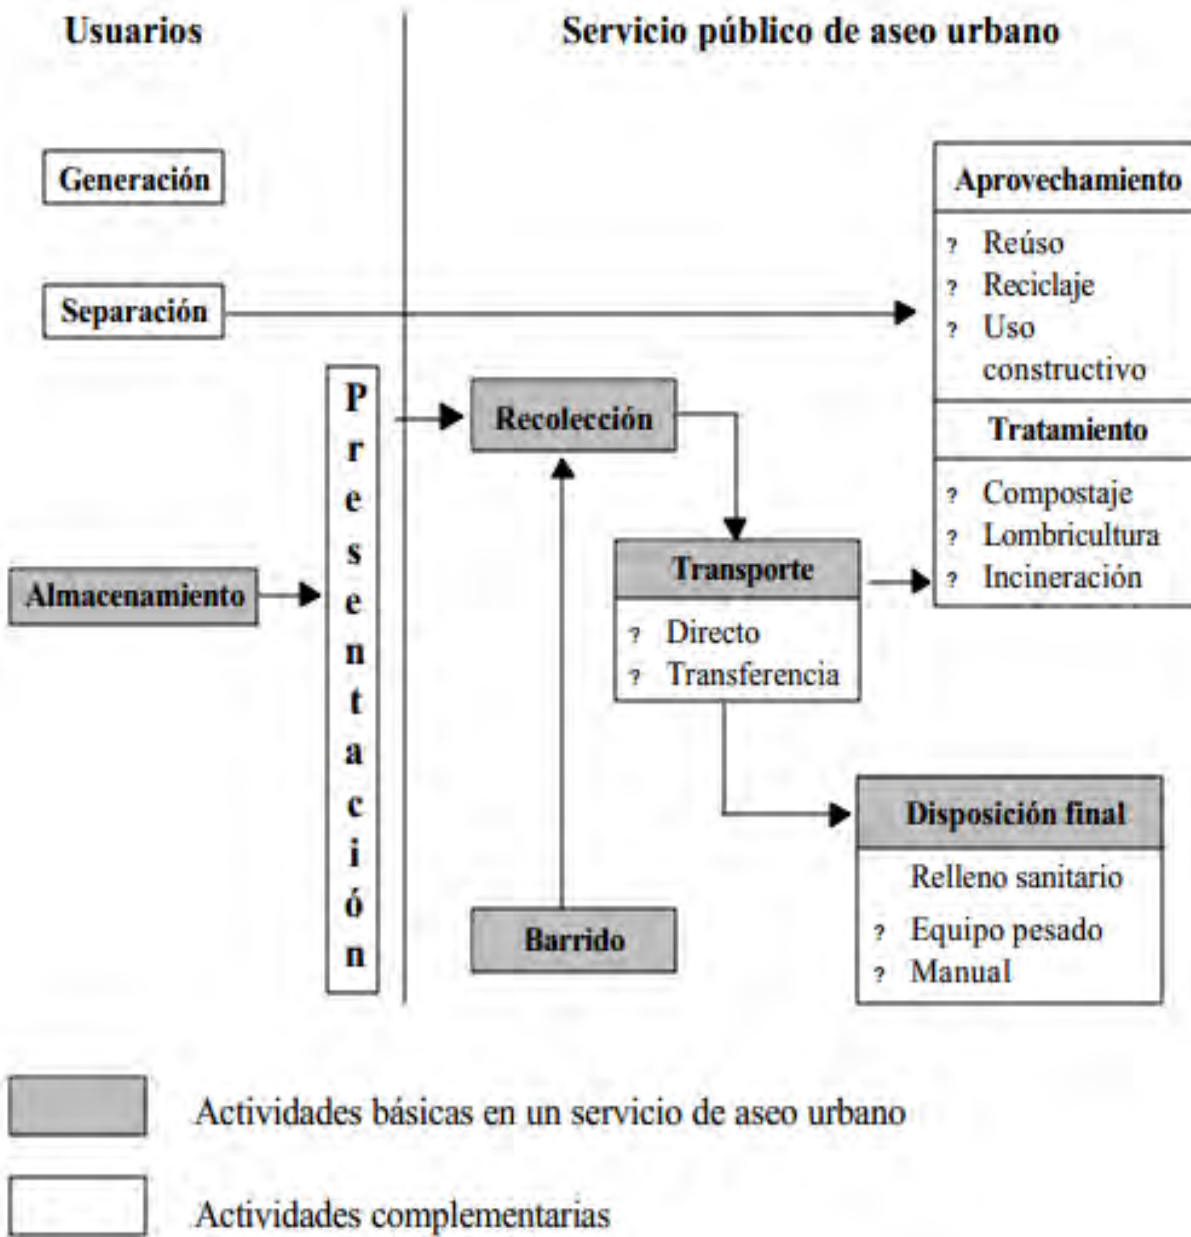 Usuarios
Servicio público de aseo urbano
Generación
Separación
Almacenamiento
Presentación
Recolección
Barrido
Transporte
? Directo
? Transferencia
Aprovechamiento
? Reúso
? Reciclaje
? Uso
constructivo
Tratamiento
? Compostaje
? Lombricultura
? Incineración
Disposición final
Relleno sanitario
? Equipo pesado
? Manual
Actividades básicas en un servicio de aseo urbano
Actividades complementarias